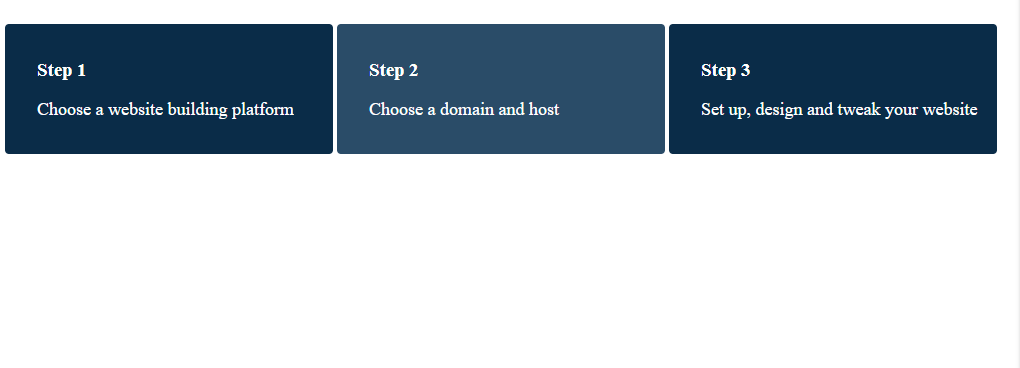 Step 1
Choose a website building platform
Step 2
Choose a domain and host
Step 3
Set up, design and tweak your website